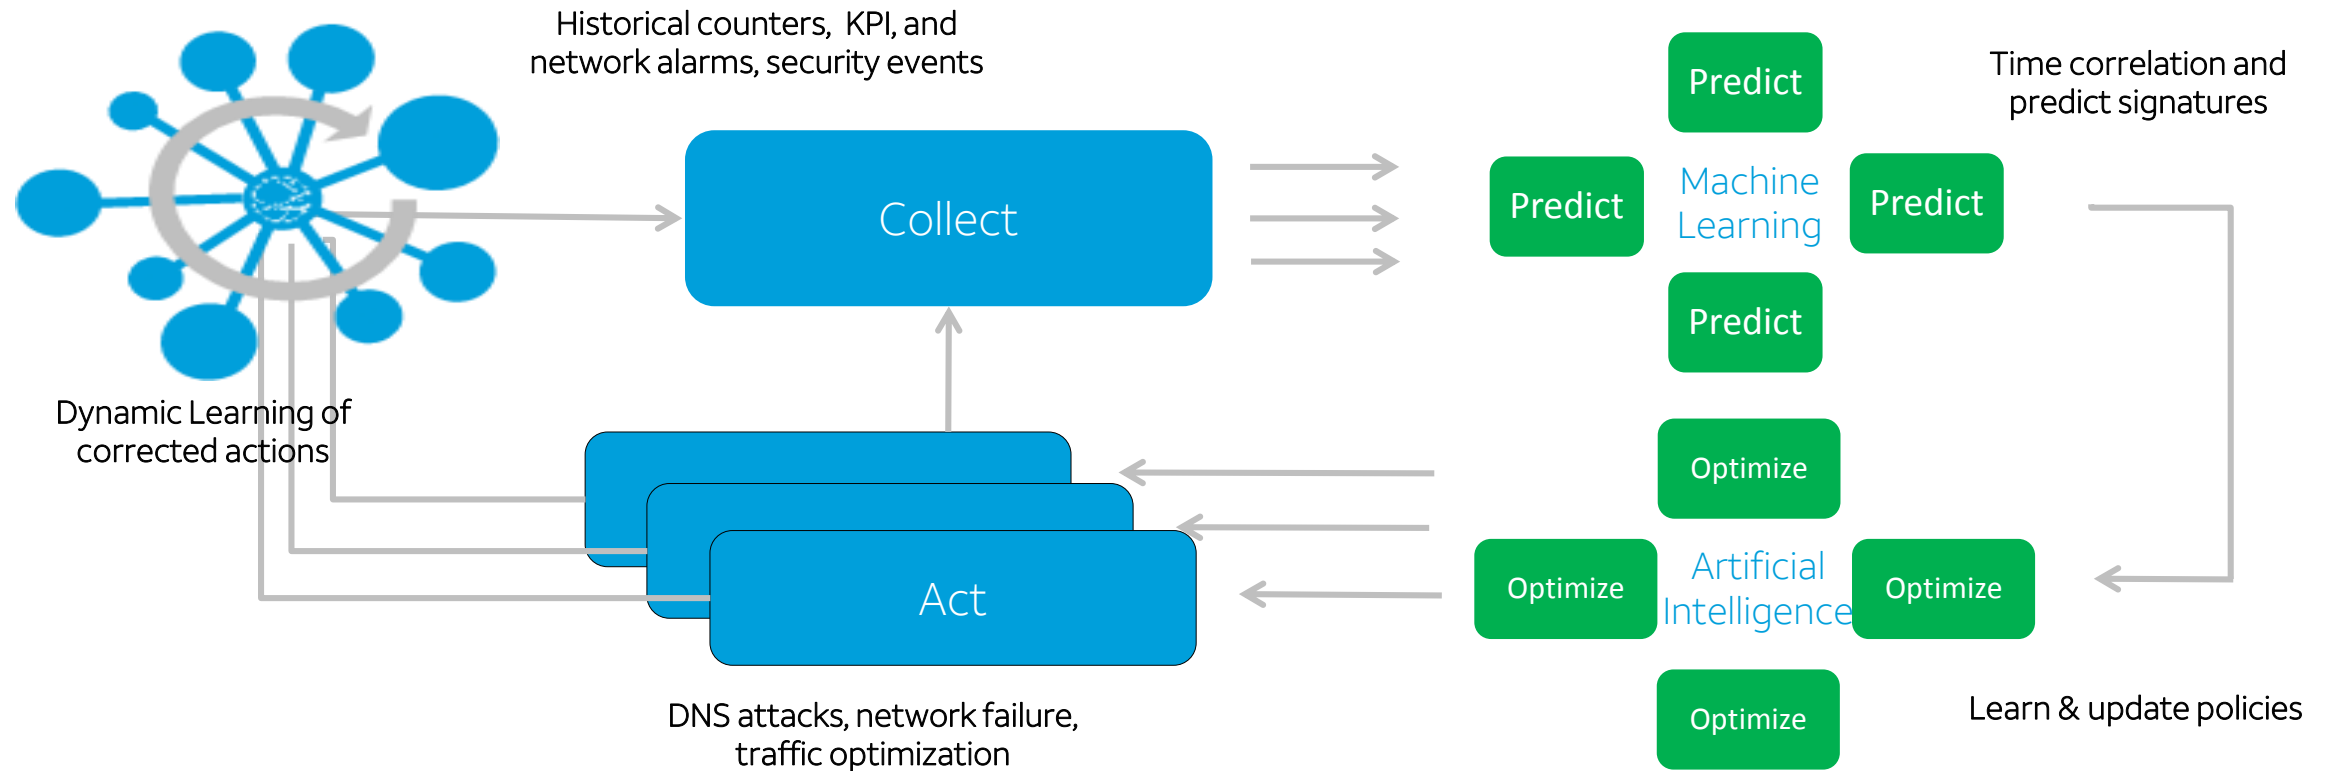 Historical counters, KPI, and
network alarms, security events
Predict
Time correlation and
predict signatures
Collect
Predict
Machine
Learning
Predict
Predict
Dynamic Learning of
corrected actions
Optimize
Act
Optimize
Artificial
Intelligence
Optimize
Optimize
Learn & update policies
DNS attacks, network failure,
traffic optimization